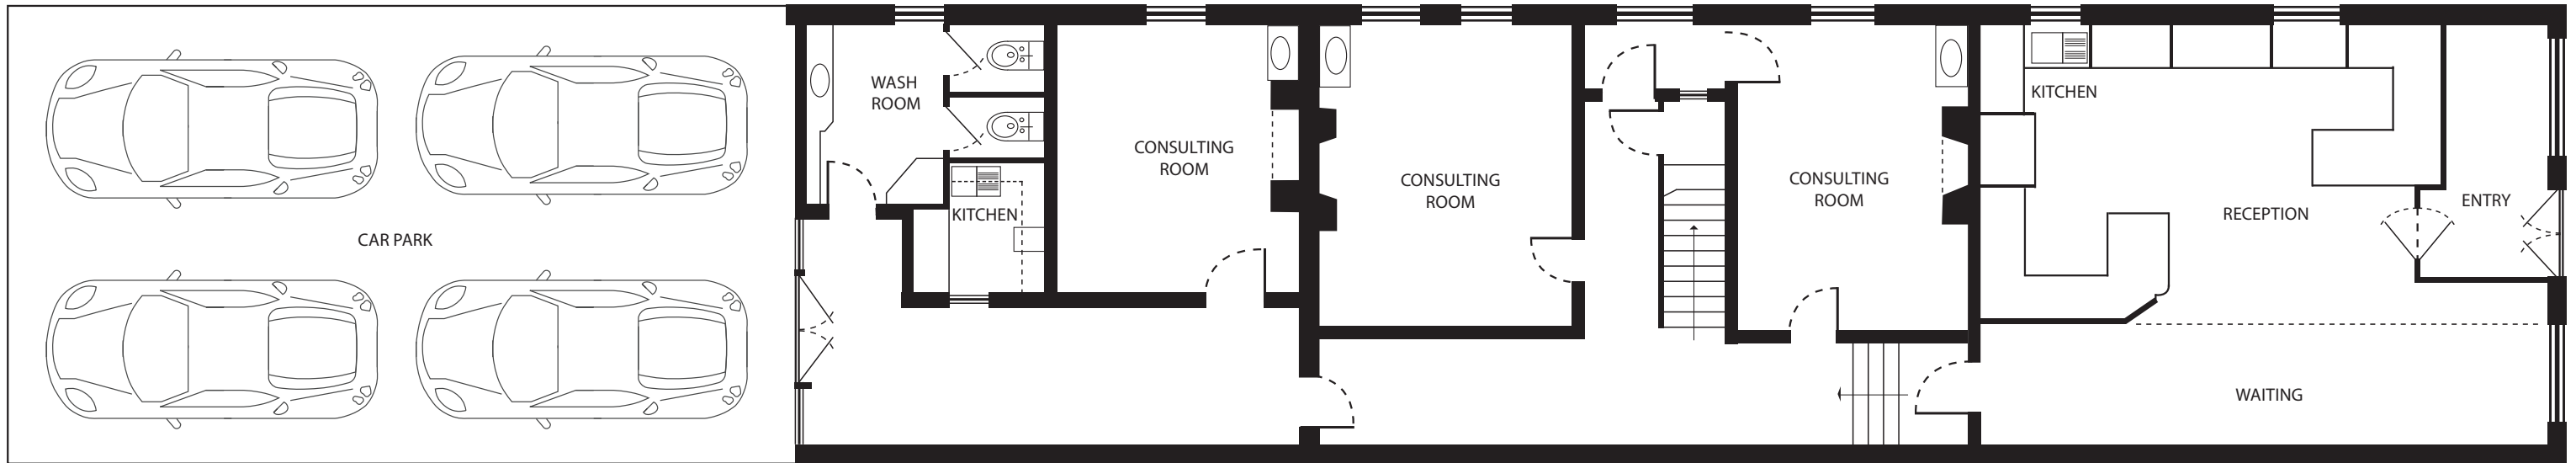 CAR PARK
WASH
ROOM
KITCHEN
CONSULTING
ROOM
CONSULTING
ROOM
CONSULTING
ROOM
KITCHEN
RECEPTION
ENTRY
WAITING